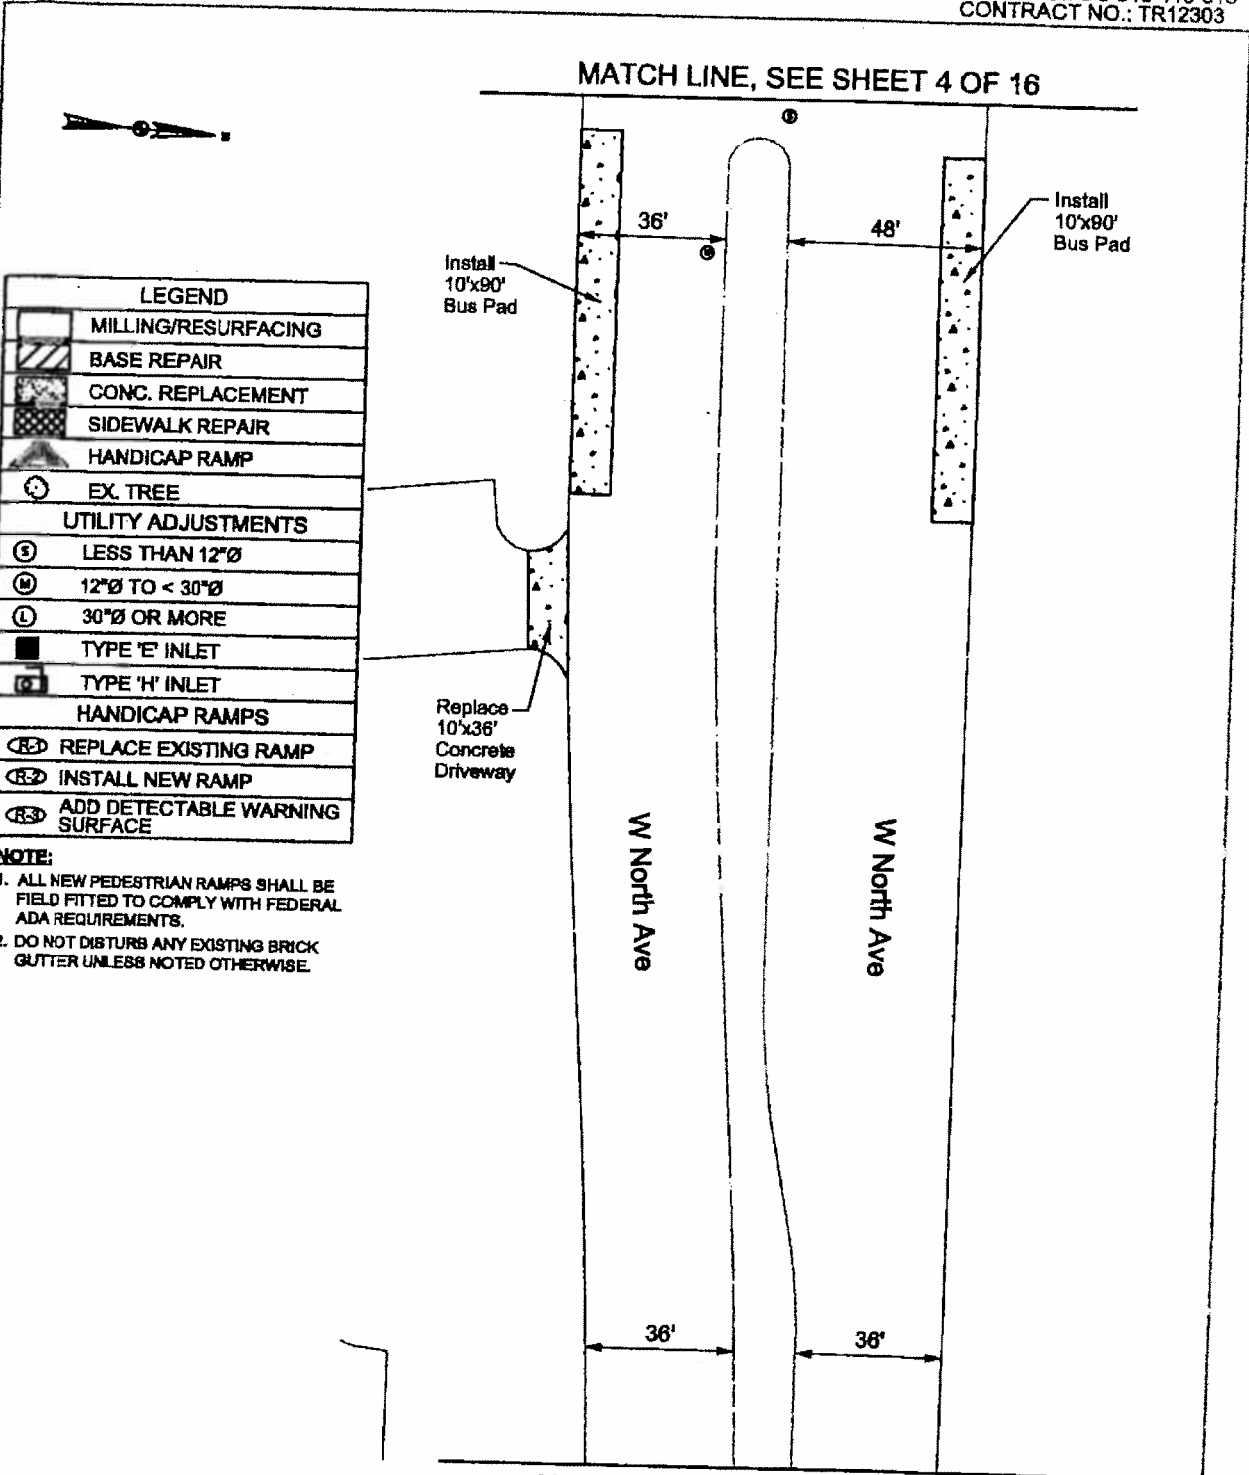 CONTRACT NO.: TR12303
MATCH LINE, SEE SHEET 4 OF 16
36'
48'
Install
10'x90'
Bus Pad
Install
10'x90'
Bus Pad
LEGEND
MILLING/RESURFACING
BASE REPAIR
CONC. REPLACEMENT
SIDEWALK REPAIR
HANDICAP RAMP
EX. TREE
UTILITY ADJUSTMENTS
S LESS THAN 12"Ø
M 12"Ø TO < 30"Ø
L 30"Ø OR MORE
TYPE 'E' INLET
TYPE 'H' INLET
HANDICAP RAMPS
R-1 REPLACE EXISTING RAMP
R-2 INSTALL NEW RAMP
R-3 ADD DETECTABLE WARNING
SURFACE
NOTE:
1. ALL NEW PEDESTRIAN RAMPS SHALL BE
FIELD FITTED TO COMPLY WITH FEDERAL
ADA REQUIREMENTS.
2. DO NOT DISTURB ANY EXISTING BRICK
GUTTER UNLESS NOTED OTHERWISE.
Replace
10'x36'
Concrete
Driveway
W North Ave
W North Ave
36'
36'